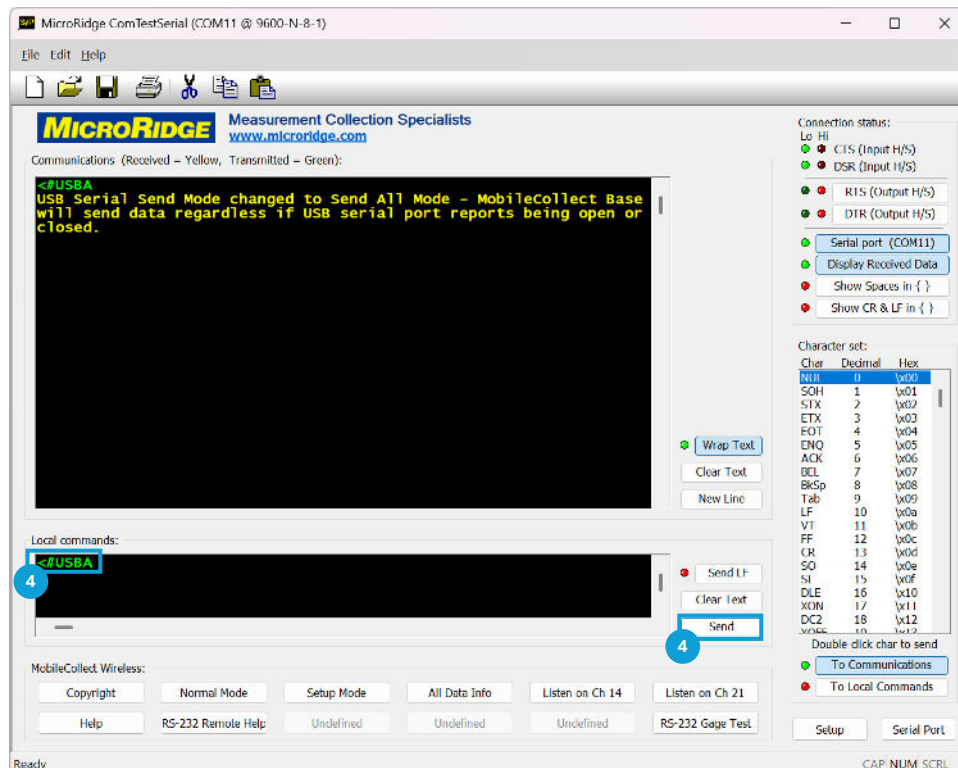 MicroRidge ComTestSerial (COM11 @ 9600-N-8-1)
File Edit Help
MICRORIDGE
Measurement Collection Specialists
www.microridge.com
Communications (Received – Yellow, Transmitted – Green):
<#USBA
USB Serial Send Mode changed to Send All Mode – MobileCollect Base
will send data regardless if USB serial port reports being open or
closed.
Wrap Text
Clear Text
New Line
Local commands:
<#USBA
4
Send LF
Clear Text
Send
4
MobileCollect Wireless:
Copyright Normal Mode Setup Mode All Data Info Listen on Ch 14 Listen on Ch 21
Help RS-232 Remote Help Undefined Undefined Undefined RS-232 Gage Test
Connection status:
Lo Hi
CTS (Input H/S)
DSR (Input H/S)
RTS (Output H/S)
DTR (Output H/S)
Serial port (COM11)
Display Received Data
Show Spaces in { }
Show CR & LF in { }
Character set:
Char Decimal Hex
NUL 0 \x00
SOH 1 \x01
STX 2 \x02
ETX 3 \x03
EOT 4 \x04
ENQ 5 \x05
ACK 6 \x06
BEL 7 \x07
BkSp 8 \x08
Tab 9 \x09
LF 10 \x0a
VT 11 \x0b
FF 12 \x0c
CR 13 \x0d
SO 14 \x0e
SI 15 \x0f
DLE 16 \x10
XON 17 \x11
DC2 18 \x12
XOFF 19 \x13
Double click char to send
To Communications
To Local Commands
Setup Serial Port
Ready
CAP NUM SCRL